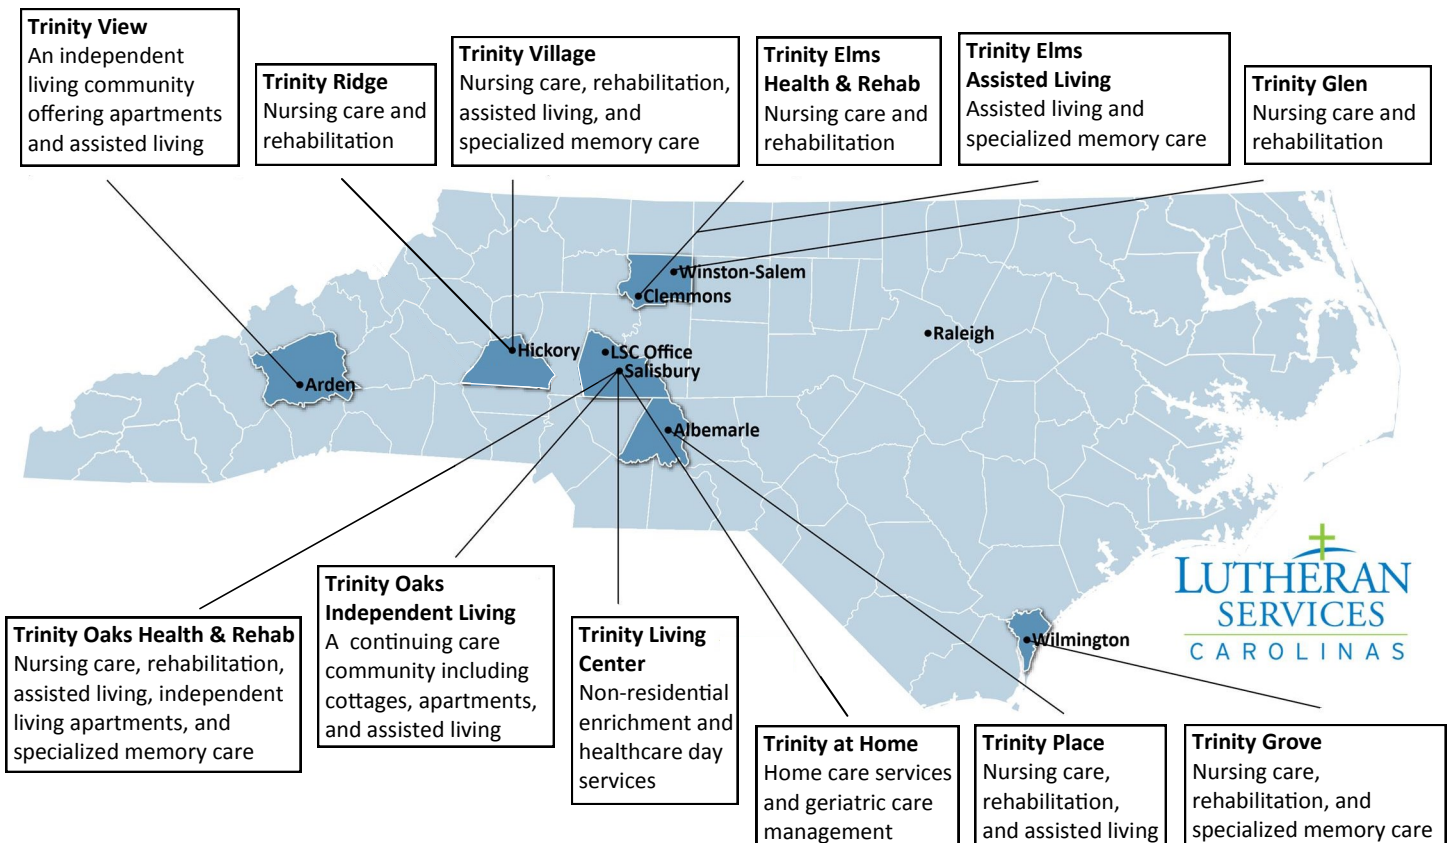 Trinity View
An independent
living community
offering apartments
and assisted living
Trinity Ridge
Nursing care and
rehabilitation
Trinity Village
Nursing care, rehabilitation,
assisted living, and
specialized memory care
Trinity Elms
Health & Rehab
Nursing care and
rehabilitation
Trinity Elms
Assisted Living
Assisted living and
specialized memory care
Trinity Glen
Nursing care and
rehabilitation
Winston-Salem
Clemmons
Raleigh
Hickory
LSC Office
Salisbury
Arden
Albemarle
Wilmington
LUTHERAN
SERVICES
CAROLINAS
Trinity Oaks Health & Rehab
Nursing care, rehabilitation,
assisted living, independent
living apartments, and
specialized memory care
Trinity Oaks
Independent Living
A continuing care
community including
cottages, apartments,
and assisted living
Trinity Living
Center
Non-residential
enrichment and
healthcare day
services
Trinity at Home
Home care services
and geriatric care
management
Trinity Place
Nursing care,
rehabilitation,
and assisted living
Trinity Grove
Nursing care,
rehabilitation, and
specialized memory care